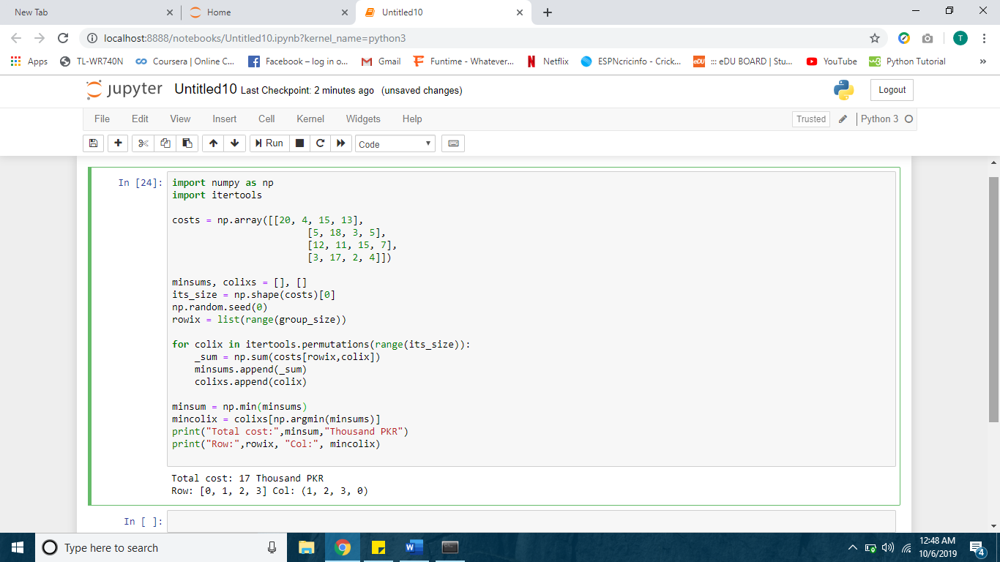 New Tab
Home
Untitled10
localhost:8888/notebooks/Untitled10.ipynb?kernel_name=python3
T
Apps
TL-WR740N
Coursera | Online C...
Facebook – log in o...
Gmail
Funtime - Whatever...
Netflix
ESPNcricinfo - Crick...
eDU
::: eDU BOARD | Stu...
YouTube
Python Tutorial
»
jupyter Untitled10 Last Checkpoint: 2 minutes ago (unsaved changes)
Logout
File Edit View Insert Cell Kernel Widgets Help
Trusted
Python 3
Run
Code
In [24]:
import numpy as np
import itertools
costs = np.array([[20, 4, 15, 13],
[5, 18, 3, 5],
[12, 11, 15, 7],
[3, 17, 2, 4]])
minsums, colixs = [], []
its_size = np.shape(costs)[0]
np.random.seed(0)
rowix = list(range(group_size))
for colix in itertools.permutations(range(its_size)):
_sum = np.sum(costs[rowix,colix])
minsums.append(_sum)
colixs.append(colix)
minsum = np.min(minsums)
mincolix = colixs[np.argmin(minsums)]
print("Total cost:",minsum,"Thousand PKR")
print("Row:",rowix, "Col:", mincolix)
Total cost: 17 Thousand PKR
Row: [0, 1, 2, 3] Col: (1, 2, 3, 0)
In [ ]:
Type here to search
12:48 AM
10/6/2019
4